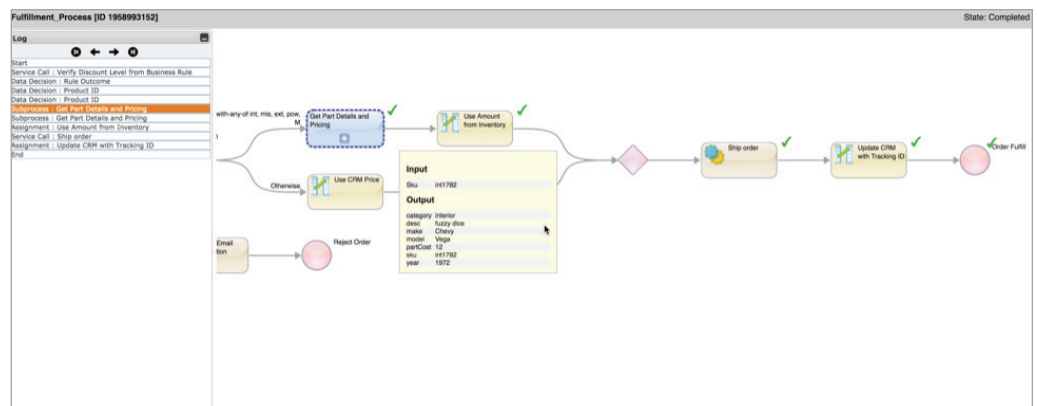 Fulfillment_Process [ID 1958993152]
State: Completed
Log
Start
Service Call : Verify Discount Level from Business Rule
Data Decision : Rule Outcome
Data Decision : Product ID
Data Decision : Product ID
Subprocess : Get Part Details and Pricing
Subprocess : Get Part Details and Pricing
Assignment : Use Amount from Inventory
Service Call : Ship order
Assignment : Update CRM with Tracking ID
End
with-any-of int, mis, ext, pow,
M
Get Part Details and
Pricing
Use Amount
from Inventory
Otherwise
Use CRM Price
Ship order
Update CRM
with Tracking ID
Order Fulfill
Email
tion
Reject Order
Input
Sku int1782
Output
category interior
desc fuzzy dice
make Chevy
model Vega
partCost 12
sku int1782
year 1972